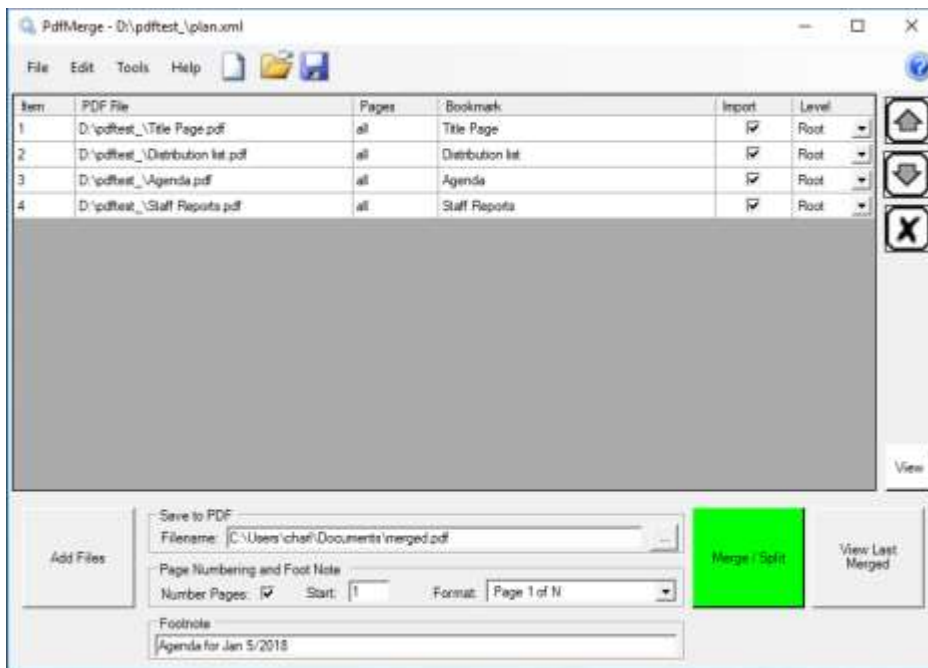 PdfMerge - D:\pdftest_\plan.xml
File Edit Tools Help
Item PDF File Pages Bookmark Import Level
1 D:\pdftest_\Title Page.pdf all Title Page Root
2 D:\pdftest_\Distribution list.pdf all Distribution list Root
3 D:\pdftest_\Agenda.pdf all Agenda Root
4 D:\pdftest_\Staff Reports.pdf all Staff Reports Root
View
Save to PDF
Filename: C:\Users\charl\Documents\merged.pdf ...
Add Files
Merge / Split
View Last
Merged
Page Numbering and Foot Note
Number Pages: Start: 1 Format: Page 1 of N
Footnote
Agenda for Jan 5/2018